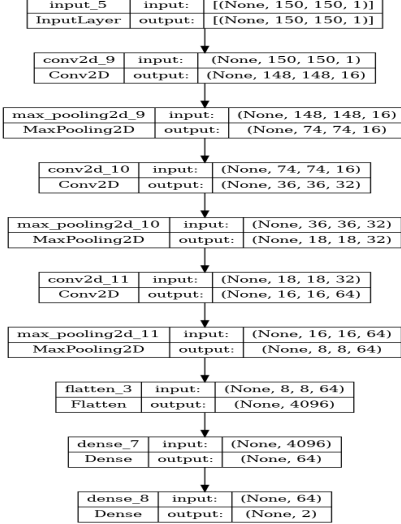 input_5 input: [(None, 150, 150, 1)]
InputLayer output: [(None, 150, 150, 1)]
conv2d_9 input: (None, 150, 150, 1)
Conv2D output: (None, 148, 148, 16)
max_pooling2d_9 input: (None, 148, 148, 16)
MaxPooling2D output: (None, 74, 74, 16)
conv2d_10 input: (None, 74, 74, 16)
Conv2D output: (None, 36, 36, 32)
max_pooling2d_10 input: (None, 36, 36, 32)
MaxPooling2D output: (None, 18, 18, 32)
conv2d_11 input: (None, 18, 18, 32)
Conv2D output: (None, 16, 16, 64)
max_pooling2d_11 input: (None, 16, 16, 64)
MaxPooling2D output: (None, 8, 8, 64)
flatten_3 input: (None, 8, 8, 64)
Flatten output: (None, 4096)
dense_7 input: (None, 4096)
Dense output: (None, 64)
dense_8 input: (None, 64)
Dense output: (None, 2)